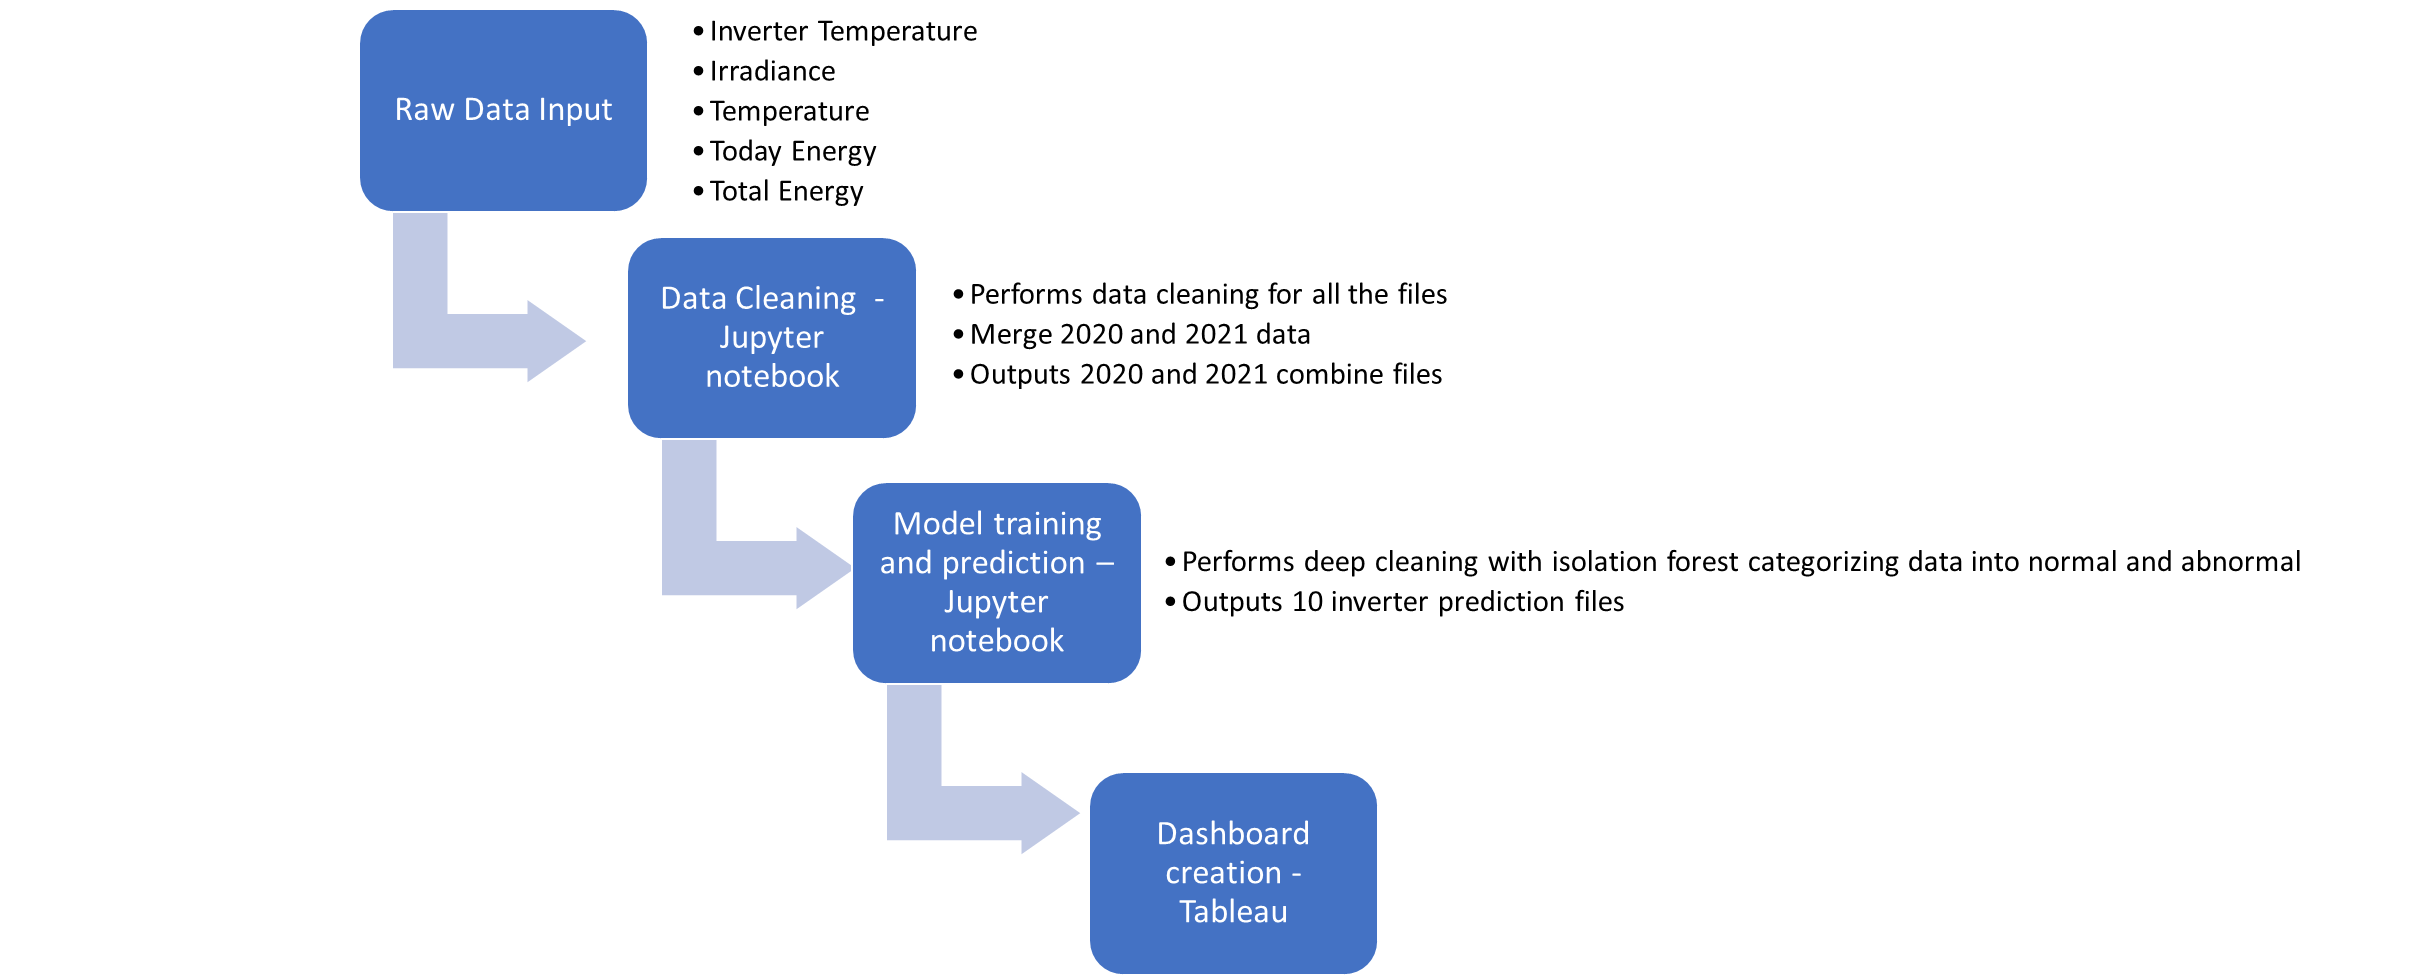 Raw Data Input
• Inverter Temperature
• Irradiance
• Temperature
• Today Energy
• Total Energy
Data Cleaning -
Jupyter
notebook
• Performs data cleaning for all the files
• Merge 2020 and 2021 data
• Outputs 2020 and 2021 combine files
Model training
and prediction –
Jupyter
notebook
• Performs deep cleaning with isolation forest categorizing data into normal and abnormal
• Outputs 10 inverter prediction files
Dashboard
creation -
Tableau